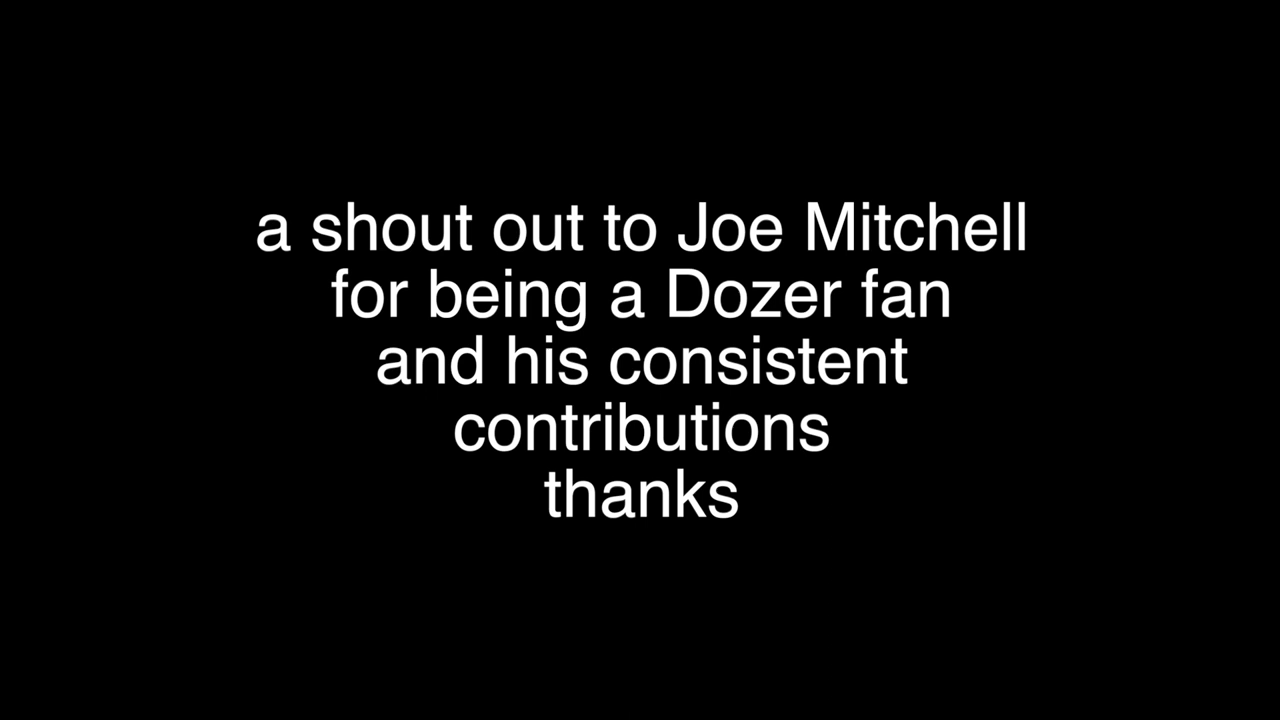 a shout out to Joe Mitchell
for being a Dozer fan
and his consistent
contributions
thanks